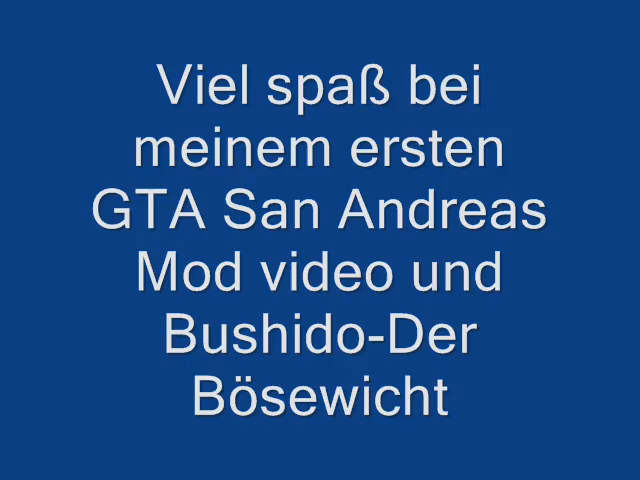 Viel spaß bei
meinem ersten
GTA San Andreas
Mod video und
Bushido-Der
Bösewicht